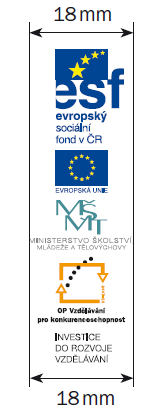 18 mm
esf
evropský
sociální
fond v ČR
EVROPSKÁ UNIE
MŠMT
MINISTERSTVO ŠKOLSTVÍ
MLÁDEŽE A TĚLOVÝCHOVY
OP Vzdělávání
pro konkurenceschopnost
INVESTICE
DO ROZVOJE
VZDĚLÁVÁNÍ
18 mm